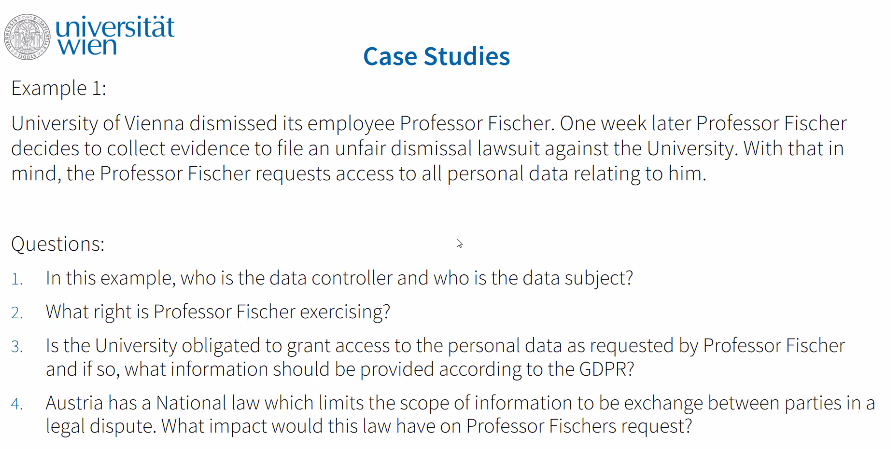 universität
wien
Case Studies
Example 1:
University of Vienna dismissed its employee Professor Fischer. One week later Professor Fischer
decides to collect evidence to file an unfair dismissal lawsuit against the University. With that in
mind, the Professor Fischer requests access to all personal data relating to him.
Questions:
1. In this example, who is the data controller and who is the data subject?
2. What right is Professor Fischer exercising?
3. Is the University obligated to grant access to the personal data as requested by Professor Fischer
and if so, what information should be provided according to the GDPR?
4. Austria has a National law which limits the scope of information to be exchange between parties in a
legal dispute. What impact would this law have on Professor Fischers request?